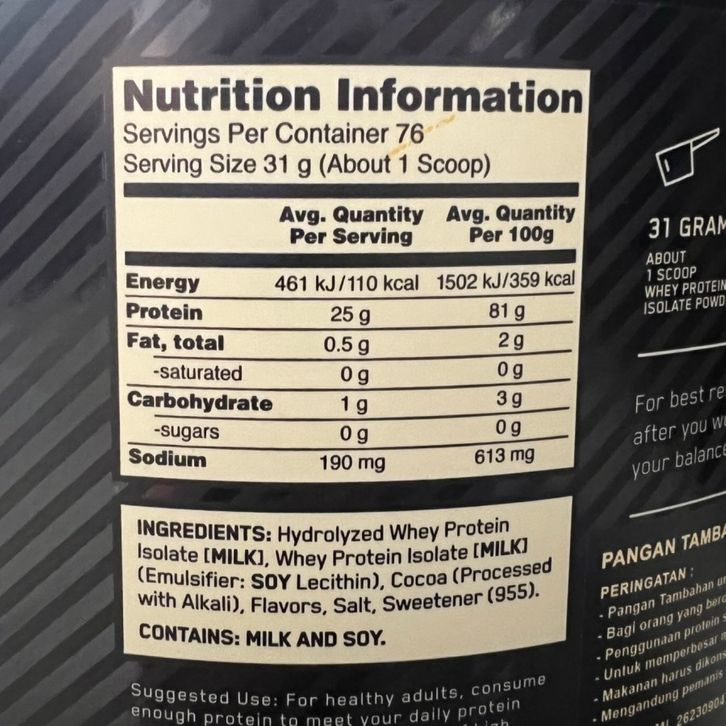 Nutrition Information
Servings Per Container 76
Serving Size 31 g (About 1 Scoop)
Avg. Quantity Per Serving Avg. Quantity Per 100g
Energy 461 kJ/110 kcal 1502 kJ/359 kcal
Protein 25 g 81 g
Fat, total 0.5 g 2 g
-saturated 0 g 0 g
Carbohydrate 1 g 3 g
-sugars 0 g 0 g
Sodium 190 mg 613 mg
INGREDIENTS: Hydrolyzed Whey Protein
Isolate [MILK], Whey Protein Isolate [MILK]
(Emulsifier: SOY Lecithin), Cocoa (Processed
with Alkali), Flavors, Salt, Sweetener (955).
CONTAINS: MILK AND SOY.
Suggested Use: For healthy adults, consume
enough protein to meet your daily protein
31 GRAM
ABOUT
1 SCOOP
WHEY PROTEIN
ISOLATE POWD
For best re
after you
your balance
PANGAN TAMBA
PERINGATAN :
- Pangan Tambahan
- Bagi orang yang
- Penggunaan protein
- Untuk memperbesar
- Makanan harus dikons
- Mengandung pemanis